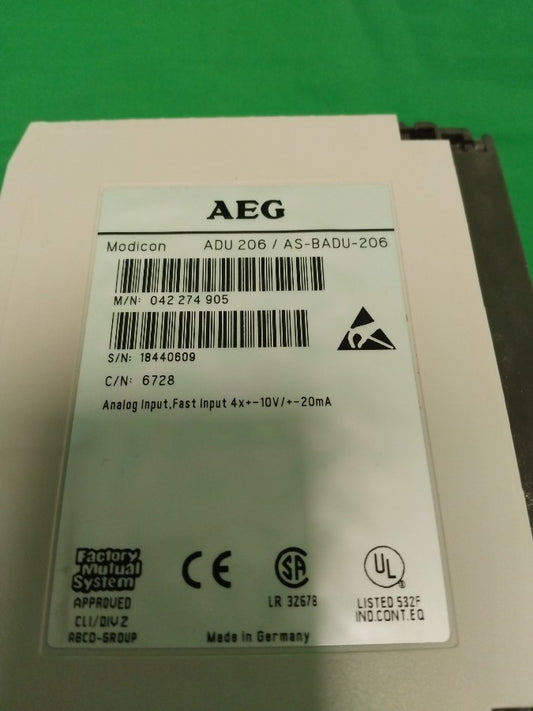 AEG
Modicon ADU 206 / AS-BADU-206
M/N: 042 274 905
S/N: 18440609
C/N: 6728
Analog Input,Fast Input 4x+-10V/+-20mA
Factory
Mutual
System
APPROVED
CL1/DIV2
ABCD-GROUP
CE
SA
LR 32678
UL
LISTED 532F
IND.CONT.EQ
Made in Germany